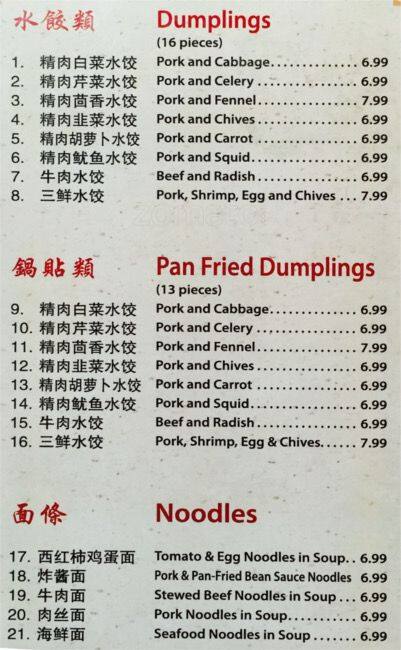 水餃類 Dumplings
(16 pieces)
1. 精肉白菜水饺 Pork and Cabbage.................. 6.99
2. 精肉芹菜水饺 Pork and Celery.................. 6.99
3. 精肉茴香水饺 Pork and Fennel.................. 7.99
4. 精肉韭菜水饺 Pork and Chives.................. 6.99
5. 精肉胡萝卜水饺 Pork and Carrot.................. 6.99
6. 精肉鱿鱼水饺 Pork and Squid.................. 6.99
7. 牛肉水饺 Beef and Radish.................. 6.99
8. 三鲜水饺 Pork, Shrimp, Egg and Chives ... 7.99
鍋貼類 Pan Fried Dumplings
(13 pieces)
9. 精肉白菜水饺 Pork and Cabbage.................. 6.99
10. 精肉芹菜水饺 Pork and Celery.................. 6.99
11. 精肉茴香水饺 Pork and Fennel.................. 7.99
12. 精肉韭菜水饺 Pork and Chives.................. 6.99
13. 精肉胡萝卜水饺 Pork and Carrot.................. 6.99
14. 精肉鱿鱼水饺 Pork and Squid.................. 6.99
15. 牛肉水饺 Beef and Radish.................. 6.99
16. 三鲜水饺 Pork, Shrimp, Egg & Chives...... 7.99
面條 Noodles
17. 西红柿鸡蛋面 Tomato & Egg Noodles in Soup.. 6.99
18. 炸酱面 Pork & Pan-Fried Bean Sauce Noodles 6.99
19. 牛肉面 Stewed Beef Noodles in Soup ... 6.99
20. 肉丝面 Pork Noodles in Soup............ 6.99
21. 海鲜面 Seafood Noodles in Soup ....... 6.99